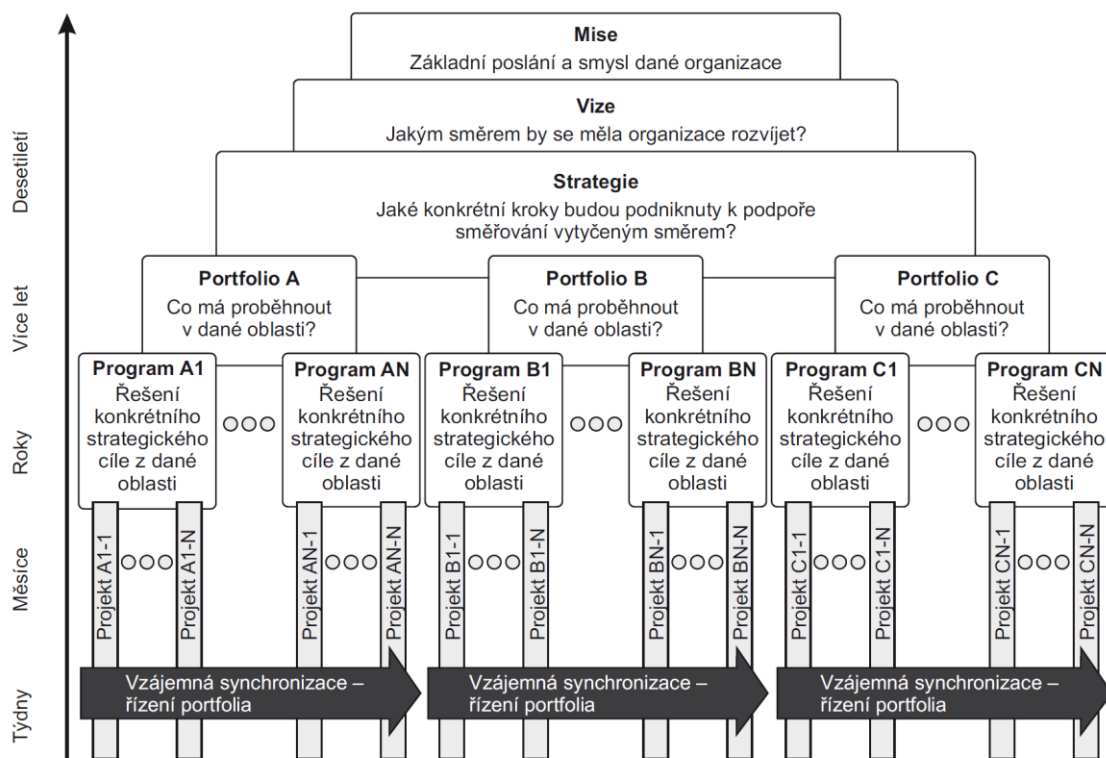 Mise
Základní poslání a smysl dané organizace
Vize
Jakým směrem by se měla organizace rozvíjet?
Strategie
Jaké konkrétní kroky budou podniknuty k podpoře
směřování vytyčeným směrem?
Portfolio A
Co má proběhnout
v dané oblasti?
Portfolio B
Co má proběhnout
v dané oblasti?
Portfolio C
Co má proběhnout
v dané oblasti?
Program A1
Řešení
konkrétního
strategického
cíle z dané
oblasti
Program AN
Řešení
konkrétního
strategického
cíle z dané
oblasti
Program B1
Řešení
konkrétního
strategického
cíle z dané
oblasti
Program BN
Řešení
konkrétního
strategického
cíle z dané
oblasti
Program C1
Řešení
konkrétního
strategického
cíle z dané
oblasti
Program CN
Řešení
konkrétního
strategického
cíle z dané
oblasti
Projekt A1-1
Projekt A1-N
Projekt AN-1
Projekt AN-N
Projekt B1-1
Projekt B1-N
Projekt BN-1
Projekt BN-N
Projekt C1-1
Projekt C1-N
Projekt CN-1
Projekt CN-N
Vzájemná synchronizace –
řízení portfolia
Vzájemná synchronizace –
řízení portfolia
Vzájemná synchronizace –
řízení portfolia
Desetiletí
Více let
Roky
Měsíce
Týdny